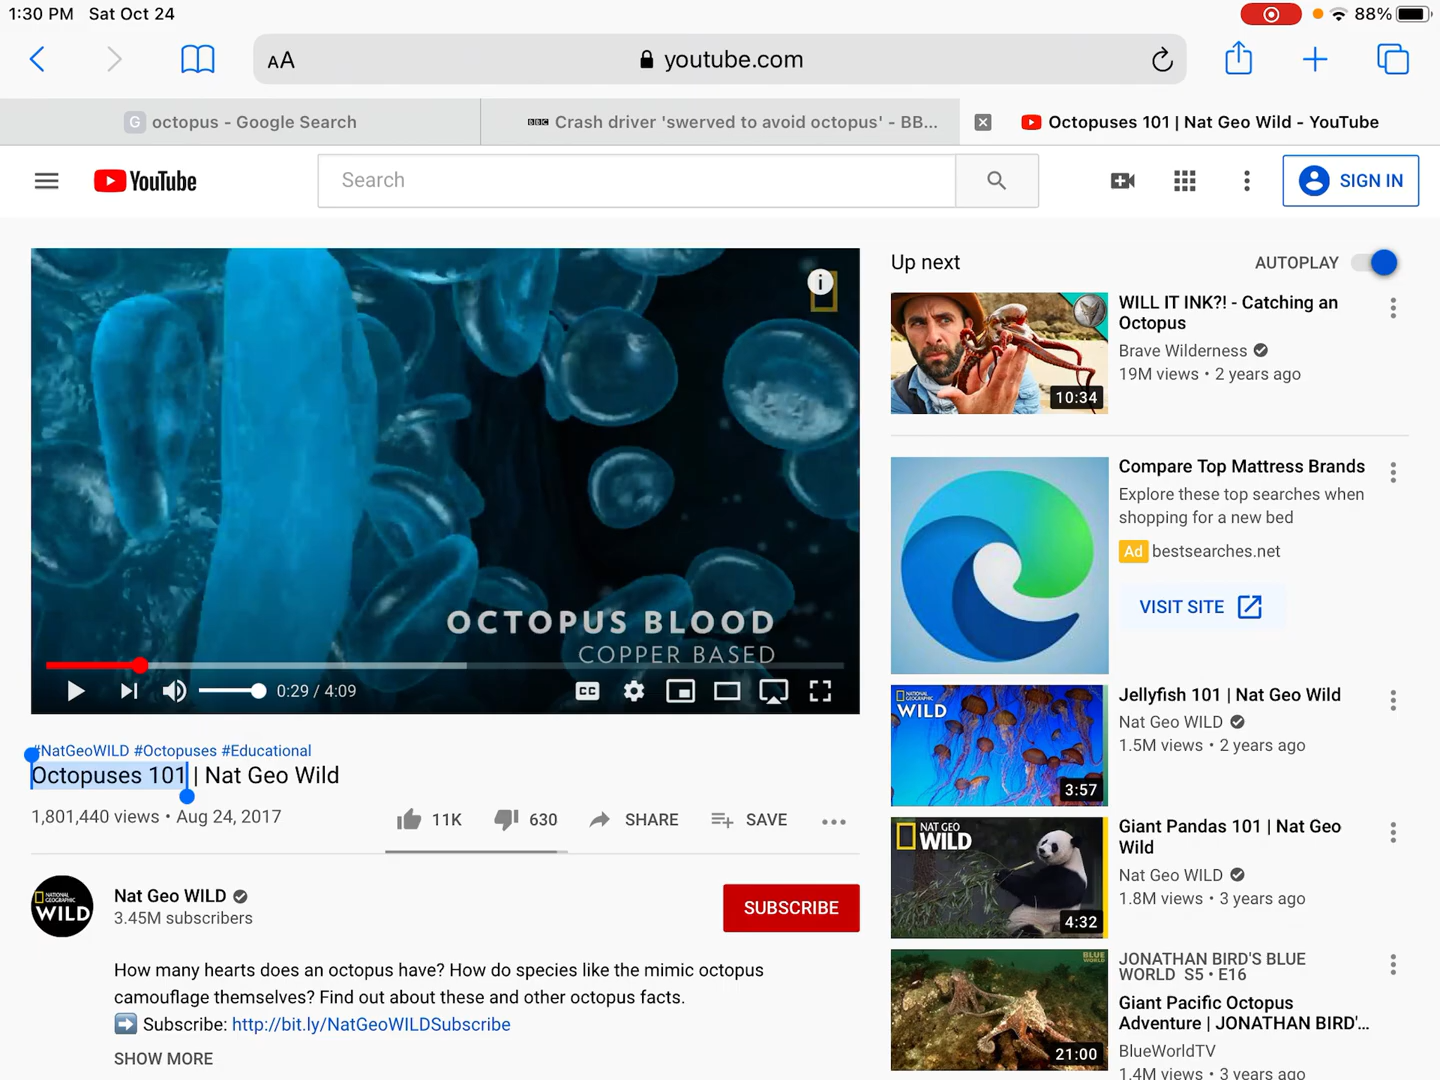 1:30 PM Sat Oct 24
88%
AA
youtube.com
G octopus - Google Search
BBC Crash driver 'swerved to avoid octopus' - BB...
Octopuses 101 | Nat Geo Wild - YouTube
YouTube
Search
SIGN IN
i
OCTOPUS BLOOD
COPPER BASED
0:29 / 4:09
CC
#NatGeoWILD #Octopuses #Educational
Octopuses 101 | Nat Geo Wild
1,801,440 views • Aug 24, 2017
11K
630
SHARE
SAVE
NATIONAL GEOGRAPHIC
WILD
Nat Geo WILD
3.45M subscribers
SUBSCRIBE
How many hearts does an octopus have? How do species like the mimic octopus
camouflage themselves? Find out about these and other octopus facts.
Subscribe: http://bit.ly/NatGeoWILDSubscribe
SHOW MORE
Up next
AUTOPLAY
10:34
WILL IT INK?! - Catching an
Octopus
Brave Wilderness
19M views • 2 years ago
Compare Top Mattress Brands
Explore these top searches when
shopping for a new bed
Ad bestsearches.net
VISIT SITE
NATIONAL GEOGRAPHIC
WILD
3:57
Jellyfish 101 | Nat Geo Wild
Nat Geo WILD
1.5M views • 2 years ago
NAT GEO
WILD
4:32
Giant Pandas 101 | Nat Geo
Wild
Nat Geo WILD
1.8M views • 3 years ago
BLUE
WORLD
21:00
JONATHAN BIRD'S BLUE
WORLD S5 • E16
Giant Pacific Octopus
Adventure | JONATHAN BIRD'...
BlueWorldTV
1.4M views • 3 years ago